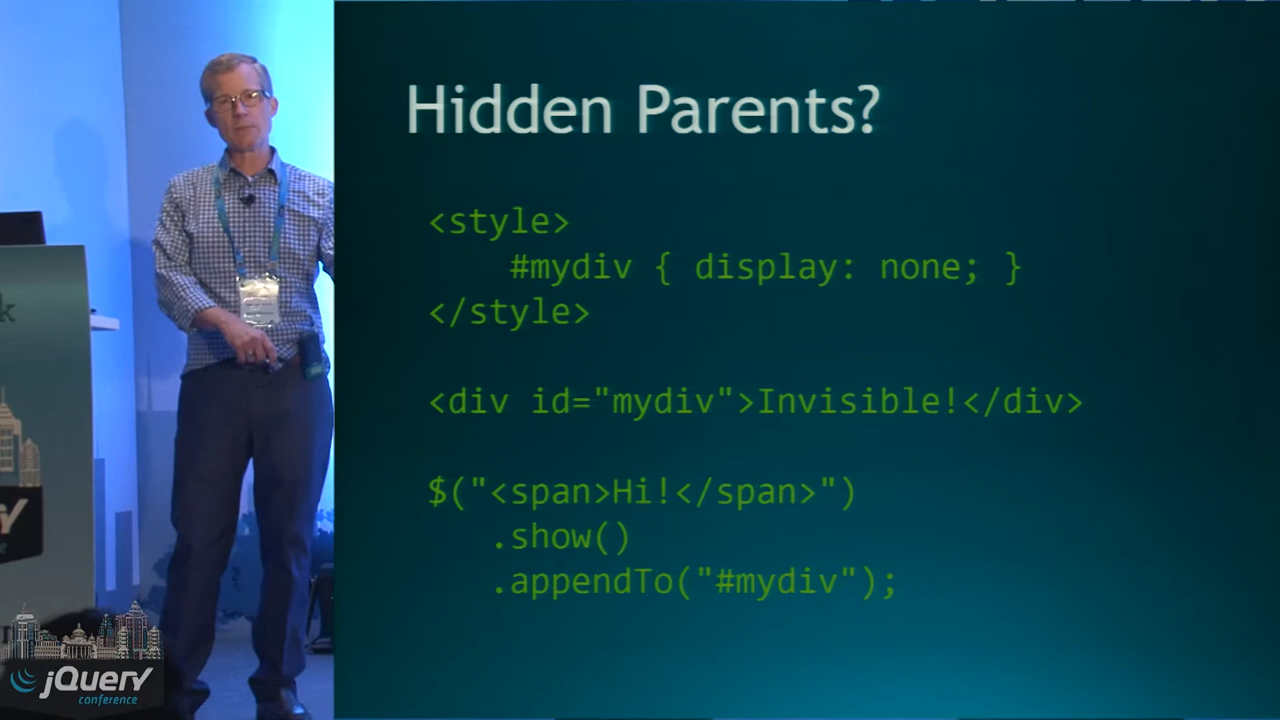 Hidden Parents?
<style>
#mydiv { display: none; }
</style>
<div id="mydiv">Invisible!</div>
$("<span>Hi!</span>")
.show()
.appendTo("#mydiv");
jQuery
conference